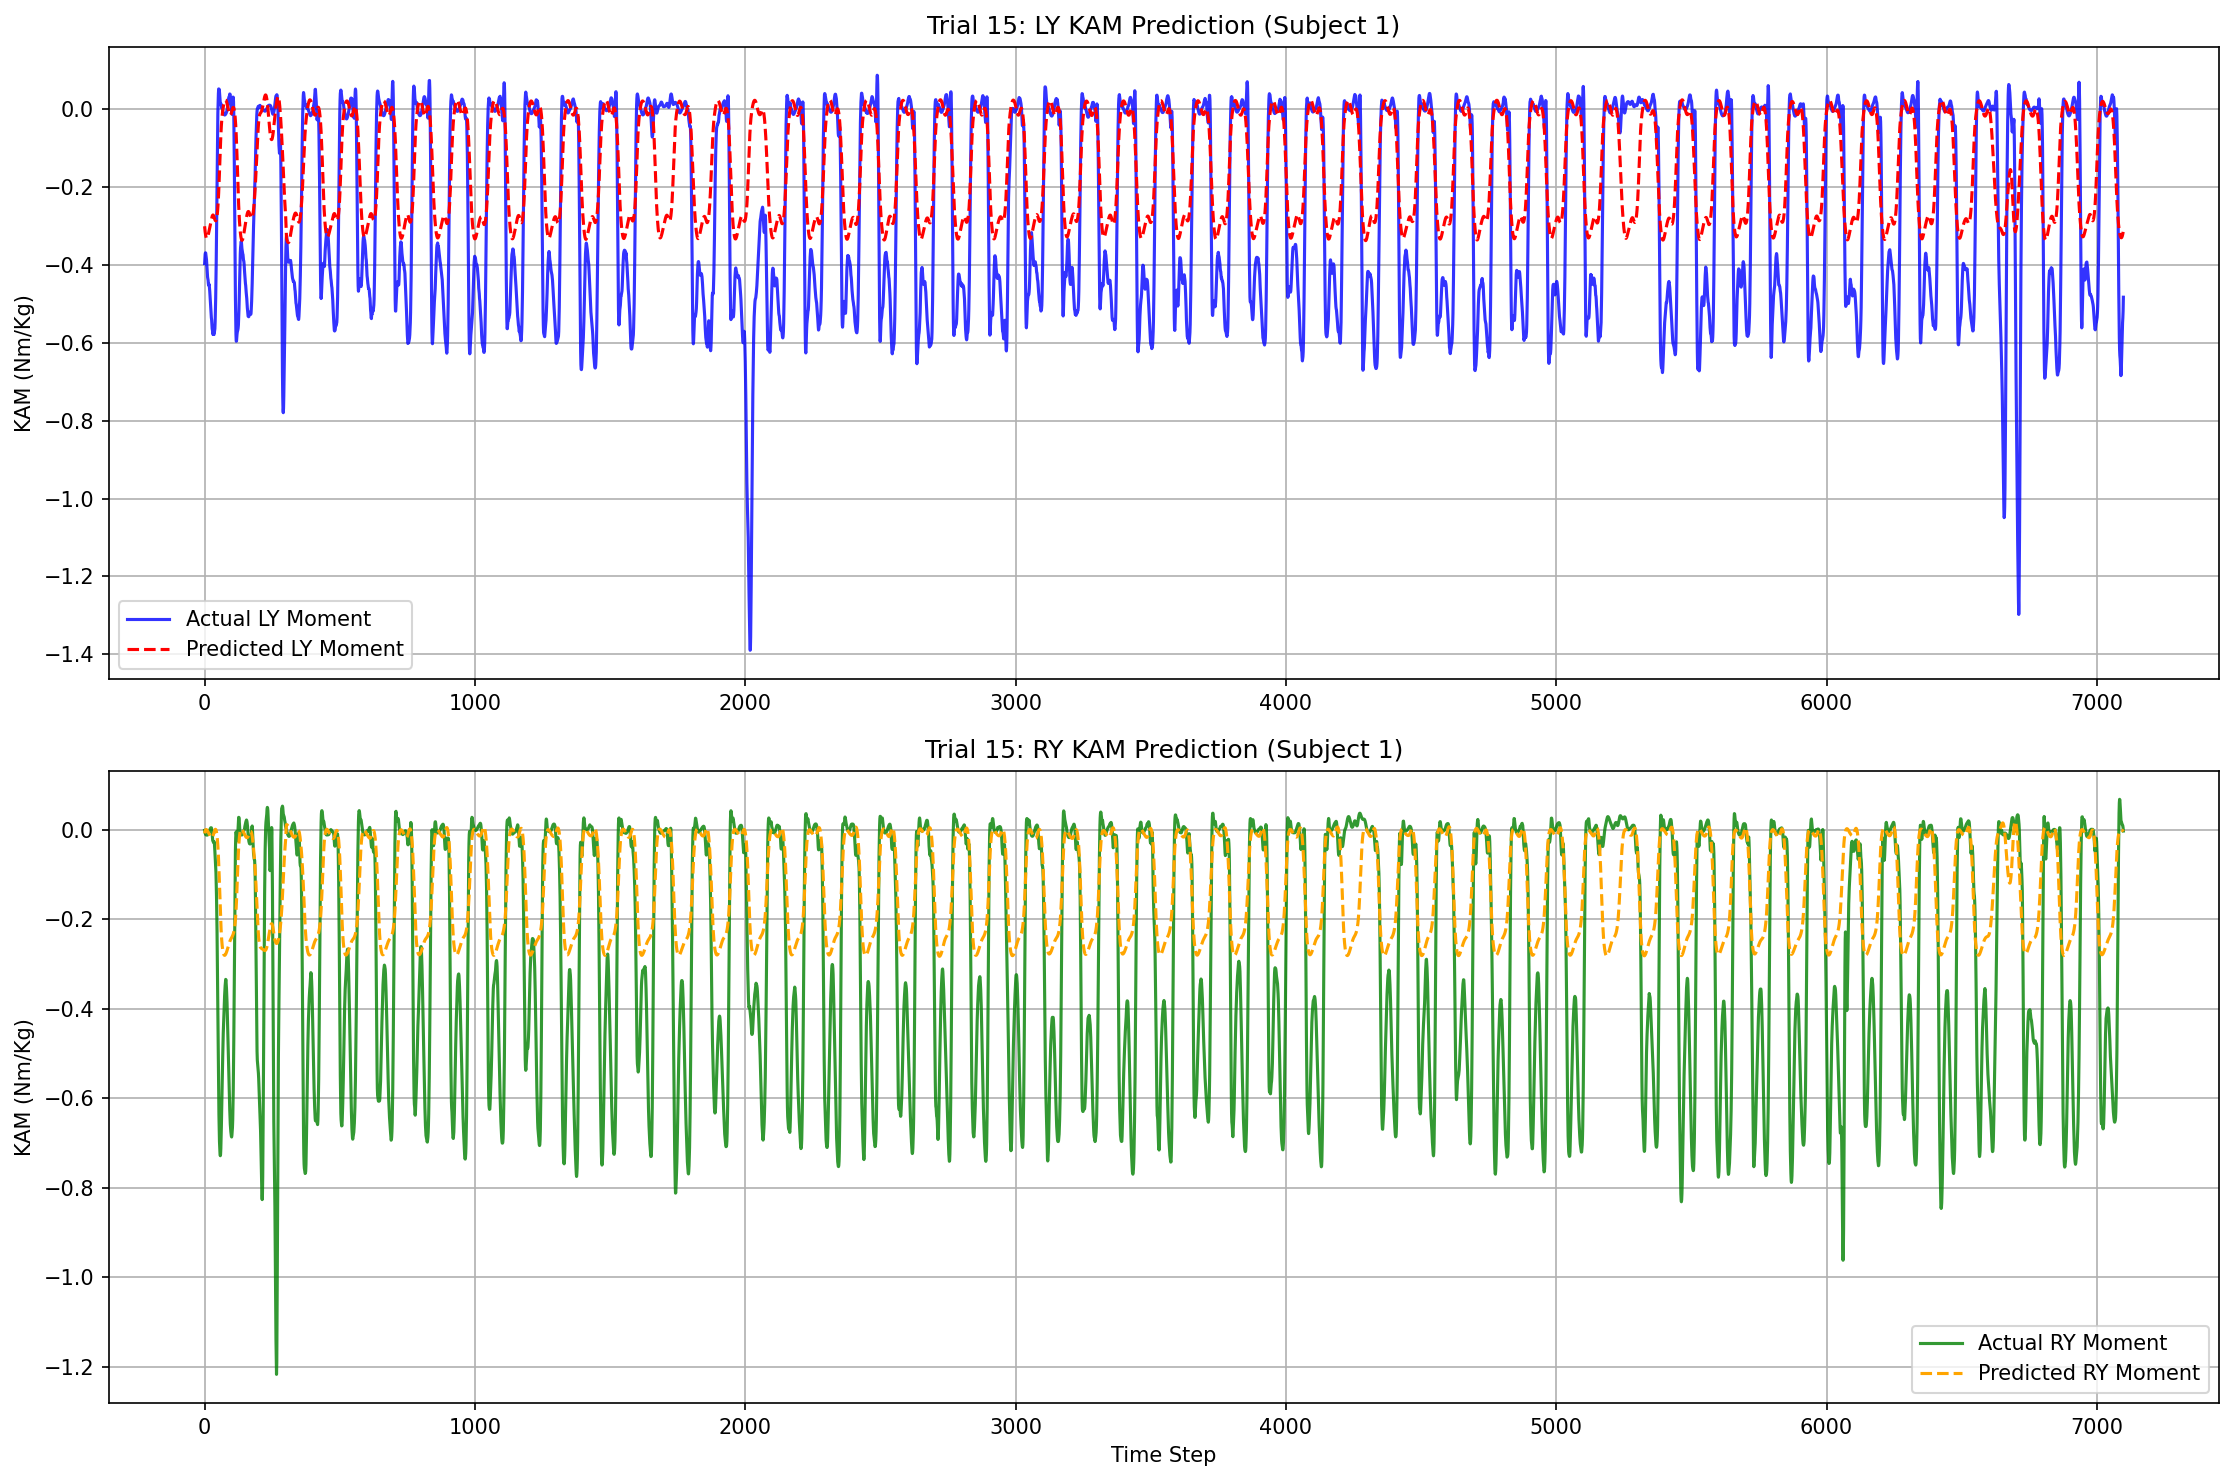 Trial 15: LY KAM Prediction (Subject 1)
KAM (Nm/Kg)
0.0
−0.2
−0.4
−0.6
−0.8
−1.0
−1.2
−1.4
Actual LY Moment
Predicted LY Moment
0 1000 2000 3000 4000 5000 6000 7000
Trial 15: RY KAM Prediction (Subject 1)
KAM (Nm/Kg)
0.0
−0.2
−0.4
−0.6
−0.8
−1.0
−1.2
Actual RY Moment
Predicted RY Moment
0 1000 2000 3000 4000 5000 6000 7000
Time Step